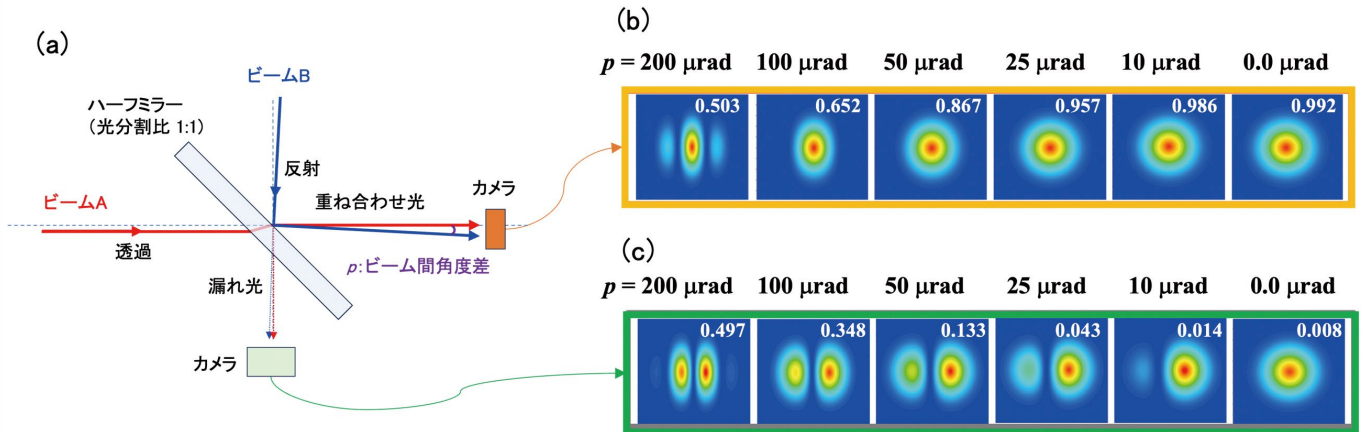 (a)
ビームB
ハーフミラー
(光分割比 1:1)
反射
カメラ
重ね合わせ光
ビームA
透過
p:ビーム間角度差
漏れ光
カメラ
(b)
p = 200 μrad 100 μrad 50 μrad 25 μrad 10 μrad 0.0 μrad
0.503 0.652 0.867 0.957 0.986 0.992
(c)
p = 200 μrad 100 μrad 50 μrad 25 μrad 10 μrad 0.0 μrad
0.497 0.348 0.133 0.043 0.014 0.008